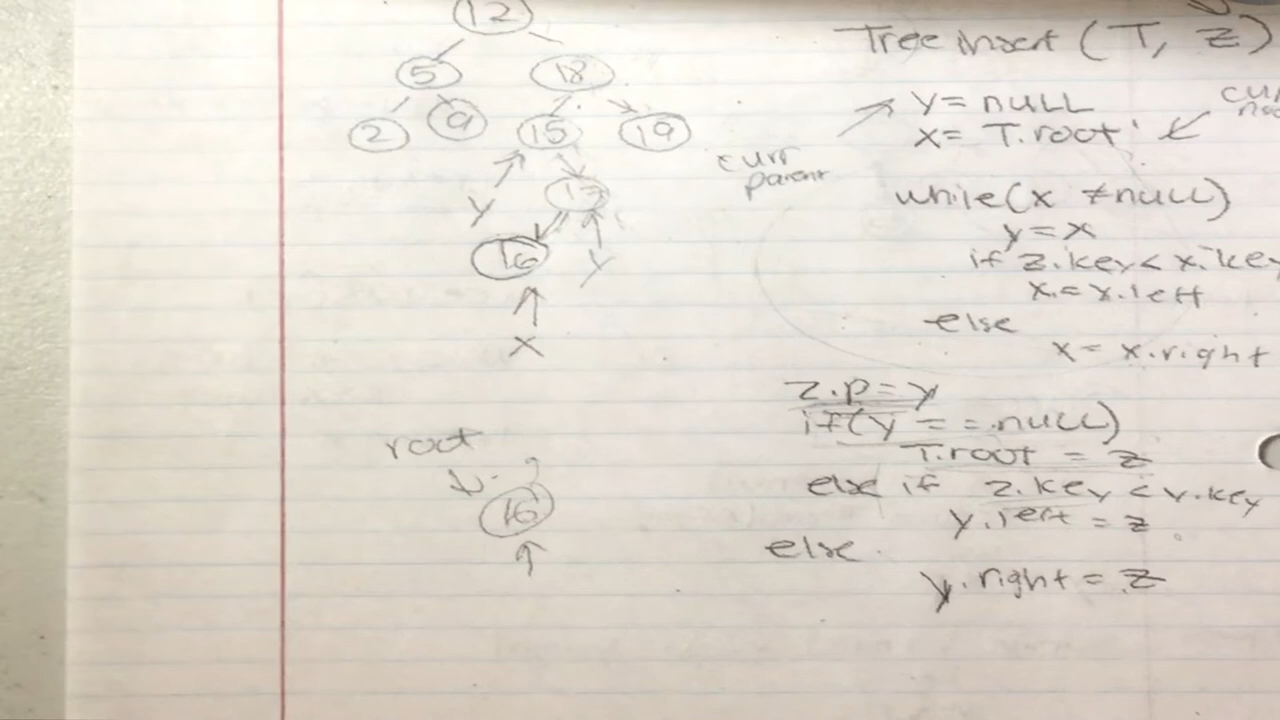 12
5 18
2 9 15 19
y 17
16 y
x
root
16
Tree insert (T, z)
y = null
x = T.root
curr
parent
while(x ≠ null)
y = x
if z.key < x.key
x = x.left
else
x = x.right
z.p = y
if(y == null)
T.root = z
else if z.key < y.key
y.left = z
else
y.right = z